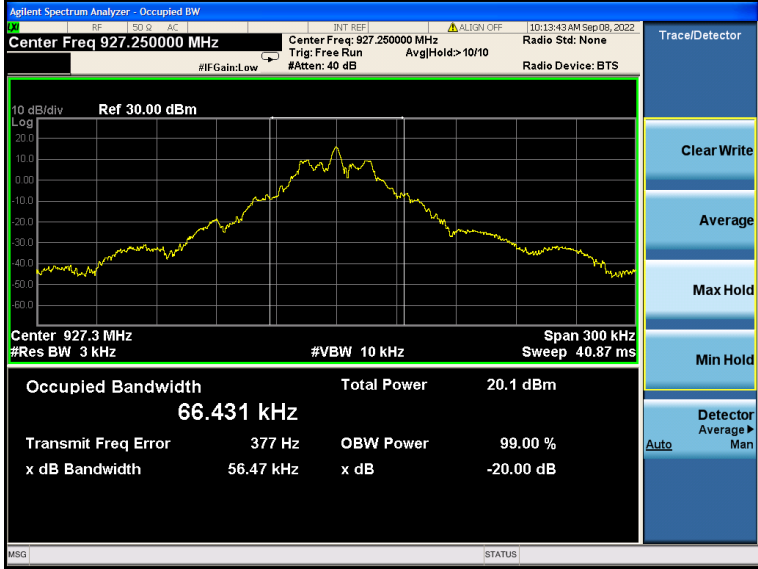 Agilent Spectrum Analyzer - Occupied BW
LXI RF 50 Ω AC INT REF ALIGN OFF 10:13:43 AM Sep 08, 2022
Center Freq 927.250000 MHz
Center Freq: 927.250000 MHz Radio Std: None
Trig: Free Run Avg|Hold:> 10/10
#IFGain:Low #Atten: 40 dB Radio Device: BTS
10 dB/div Ref 30.00 dBm
Log
20.0
10.0
0.00
-10.0
-20.0
-30.0
-40.0
-50.0
-60.0
Center 927.3 MHz Span 300 kHz
#Res BW 3 kHz #VBW 10 kHz Sweep 40.87 ms
Occupied Bandwidth Total Power 20.1 dBm
66.431 kHz
Transmit Freq Error 377 Hz OBW Power 99.00 %
x dB Bandwidth 56.47 kHz x dB -20.00 dB
MSG STATUS
Trace/Detector
Clear Write
Average
Max Hold
Min Hold
Detector
Average▶
Auto Man